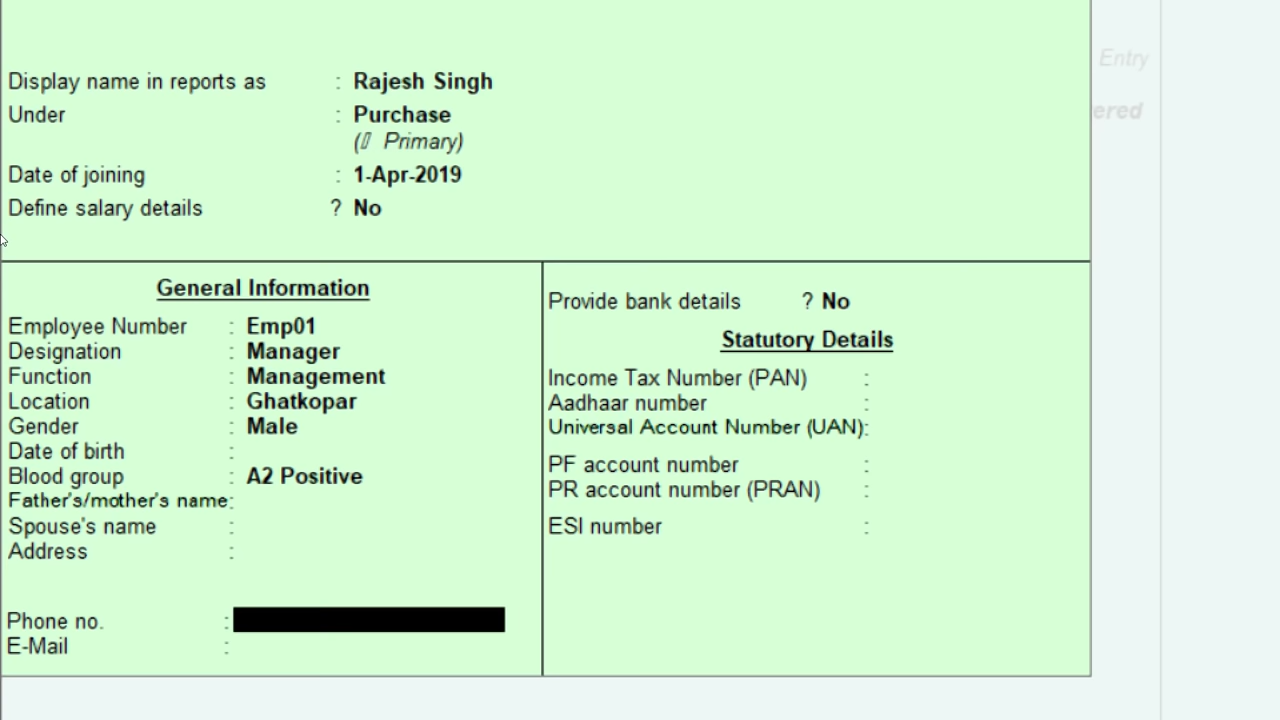 Display name in reports as : Rajesh Singh
Under : Purchase
(▯ Primary)
Date of joining : 1-Apr-2019
Define salary details ? No
General Information
Employee Number : Emp01
Designation : Manager
Function : Management
Location : Ghatkopar
Gender : Male
Date of birth :
Blood group : A2 Positive
Father's/mother's name:
Spouse's name :
Address :
Phone no. :
E-Mail :
Provide bank details ? No
Statutory Details
Income Tax Number (PAN) :
Aadhaar number :
Universal Account Number (UAN):
PF account number :
PR account number (PRAN) :
ESI number :
Entry
ered